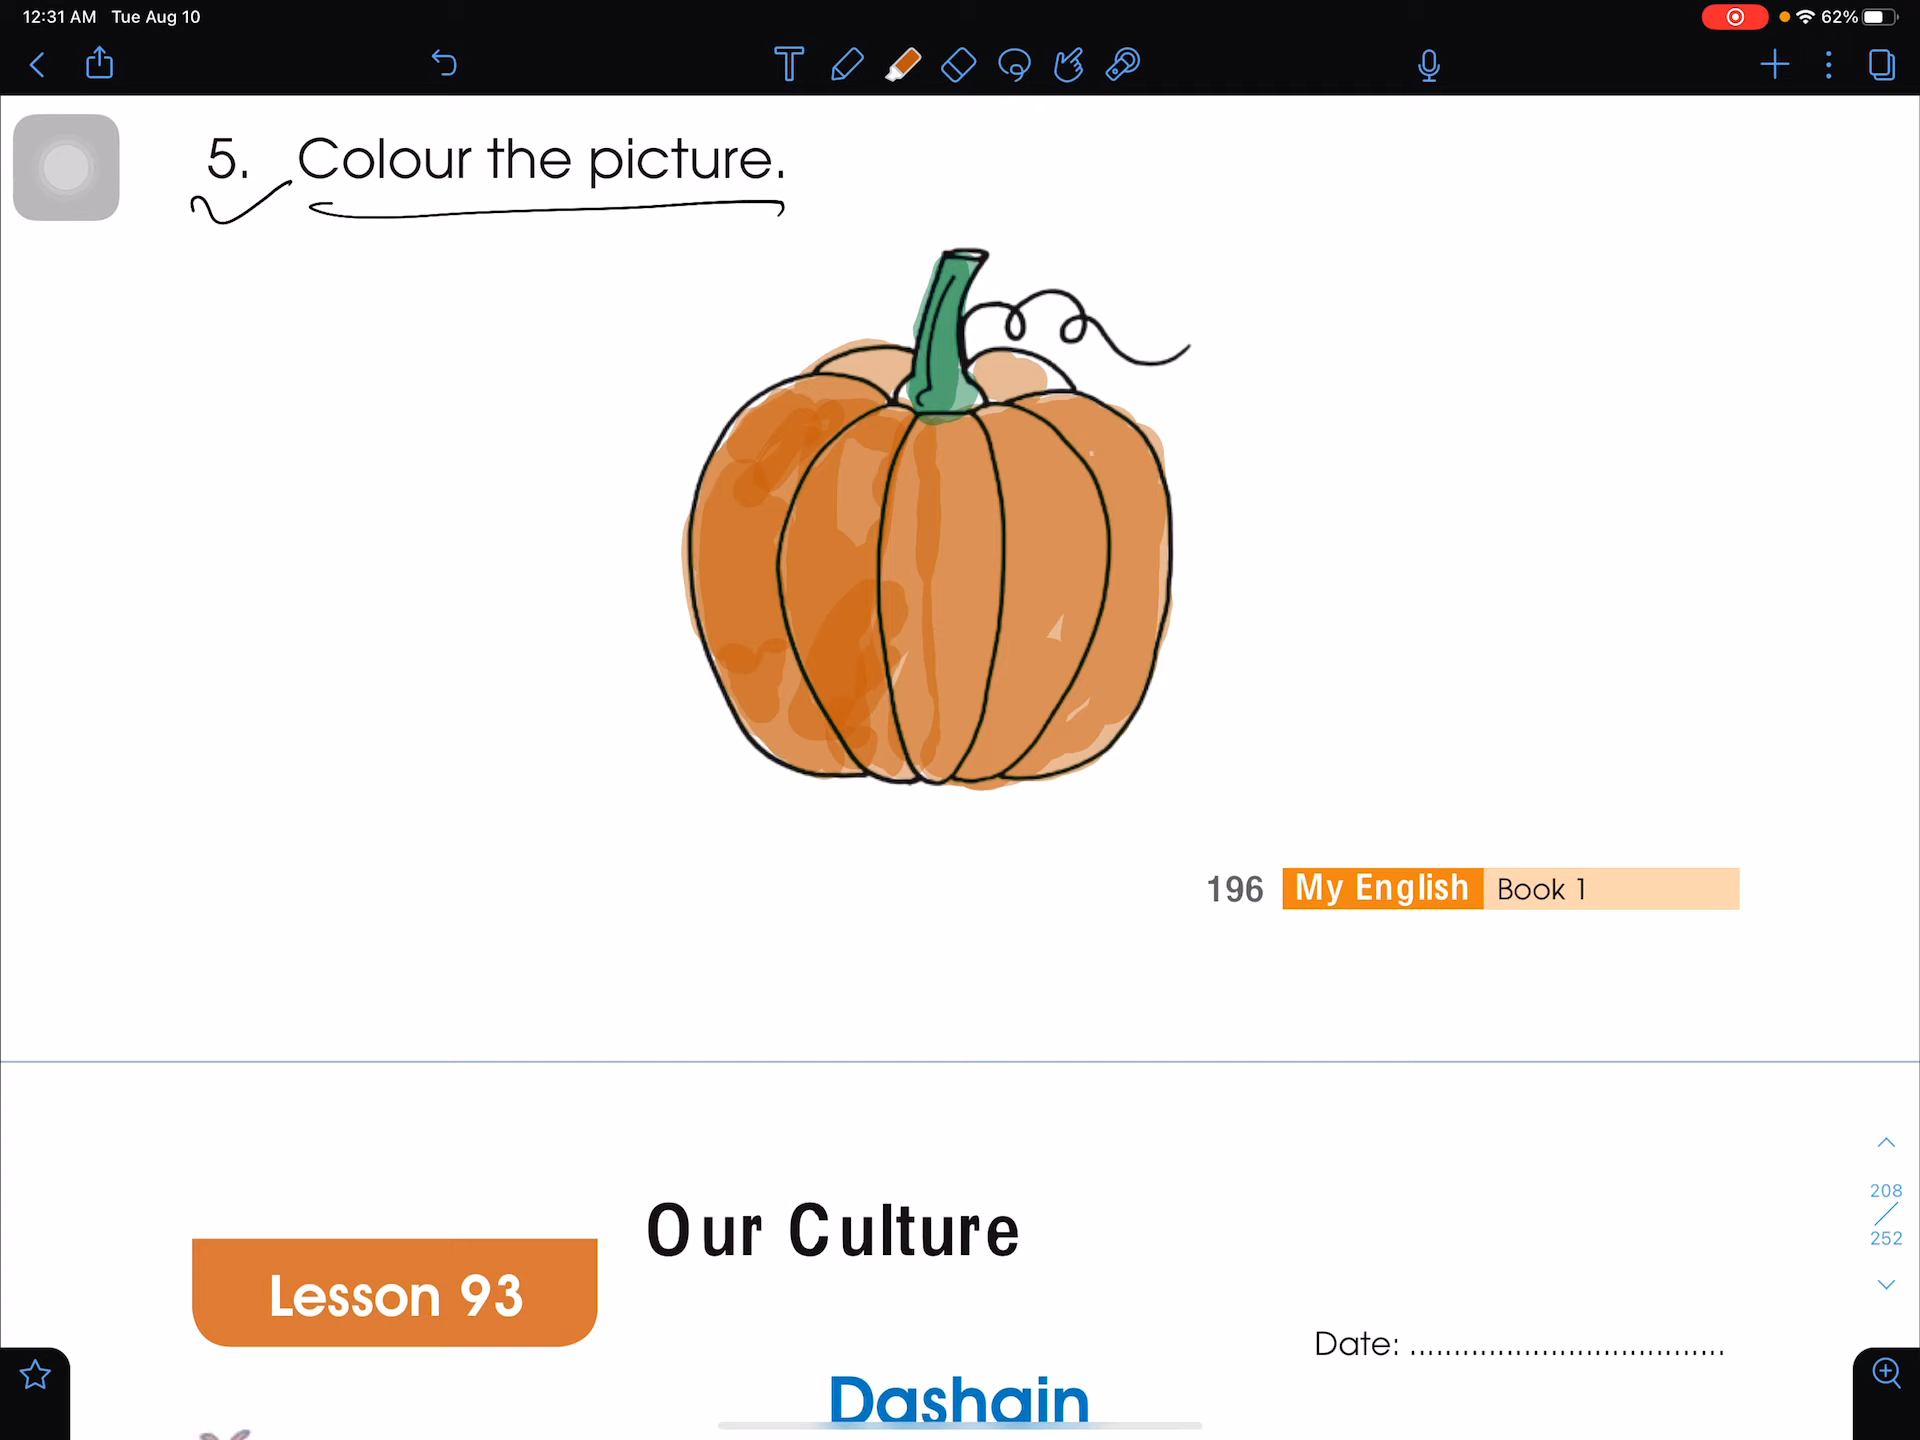 12:31 AM Tue Aug 10
62%
5. Colour the picture.
196 My English Book 1
208
252
Our Culture
Lesson 93
Date: ....................................
Dashain